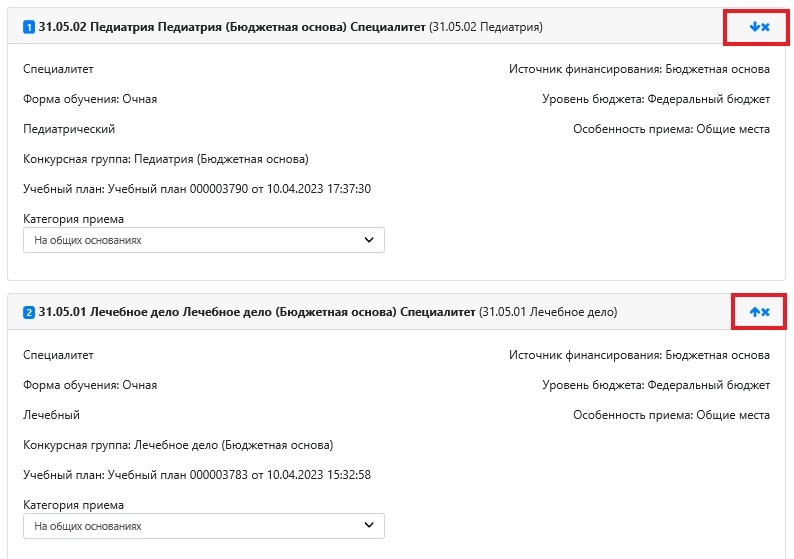 1 31.05.02 Педиатрия Педиатрия (Бюджетная основа) Специалитет (31.05.02 Педиатрия)
Специалитет Источник финансирования: Бюджетная основа
Форма обучения: Очная Уровень бюджета: Федеральный бюджет
Педиатрический Особенность приема: Общие места
Конкурсная группа: Педиатрия (Бюджетная основа)
Учебный план: Учебный план 000003790 от 10.04.2023 17:37:30
Категория приема
На общих основаниях
2 31.05.01 Лечебное дело Лечебное дело (Бюджетная основа) Специалитет (31.05.01 Лечебное дело)
Специалитет Источник финансирования: Бюджетная основа
Форма обучения: Очная Уровень бюджета: Федеральный бюджет
Лечебный Особенность приема: Общие места
Конкурсная группа: Лечебное дело (Бюджетная основа)
Учебный план: Учебный план 000003783 от 10.04.2023 15:32:58
Категория приема
На общих основаниях